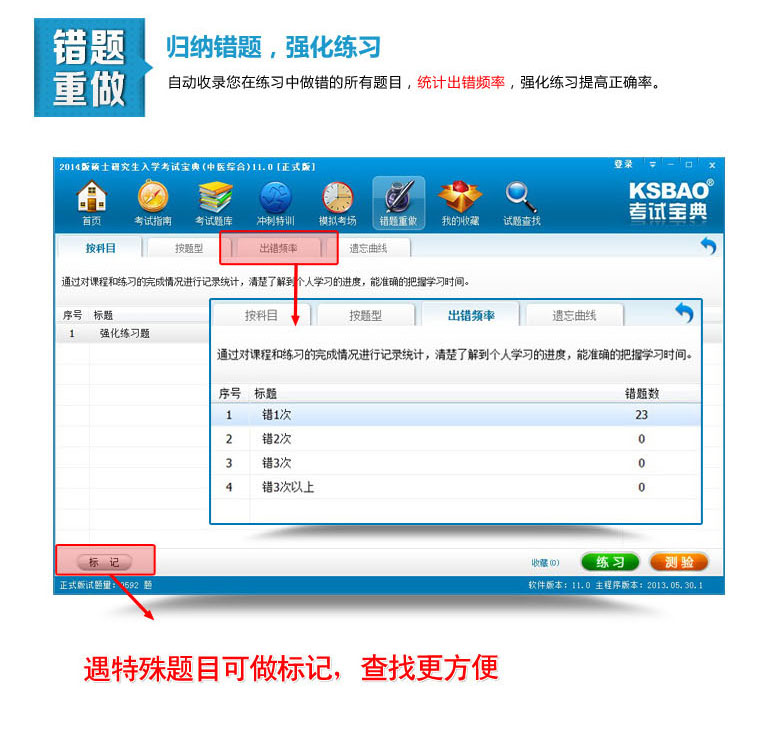 错题
重做
归纳错题，强化练习
自动收录您在练习中做错的所有题目，统计出错频率，强化练习提高正确率。
2014版硕士研究生入学考试宝典(中医综合)11.0[正式版]
登录
首页 考试指南 考试题库 冲刺特训 模拟考场 错题重做 我的收藏 试题查找
KSBAO®
考试宝典
按科目 按题型 出错频率 遗忘曲线
通过对课程和练习的完成情况进行记录统计，清楚了解到个人学习的进度，能准确的把握学习时间。
序号 标题
1 强化练习题
按科目 按题型 出错频率 遗忘曲线
通过对课程和练习的完成情况进行记录统计，清楚了解到个人学习的进度，能准确的把握学习时间。
序号 标题 错题数
1 错1次 23
2 错2次 0
3 错3次 0
4 错3次以上 0
标 记
收藏(0) 练习 测验
正式版试题量: 592 题
软件版本：11.0 主程序版本：2013.05.30.1
遇特殊题目可做标记，查找更方便